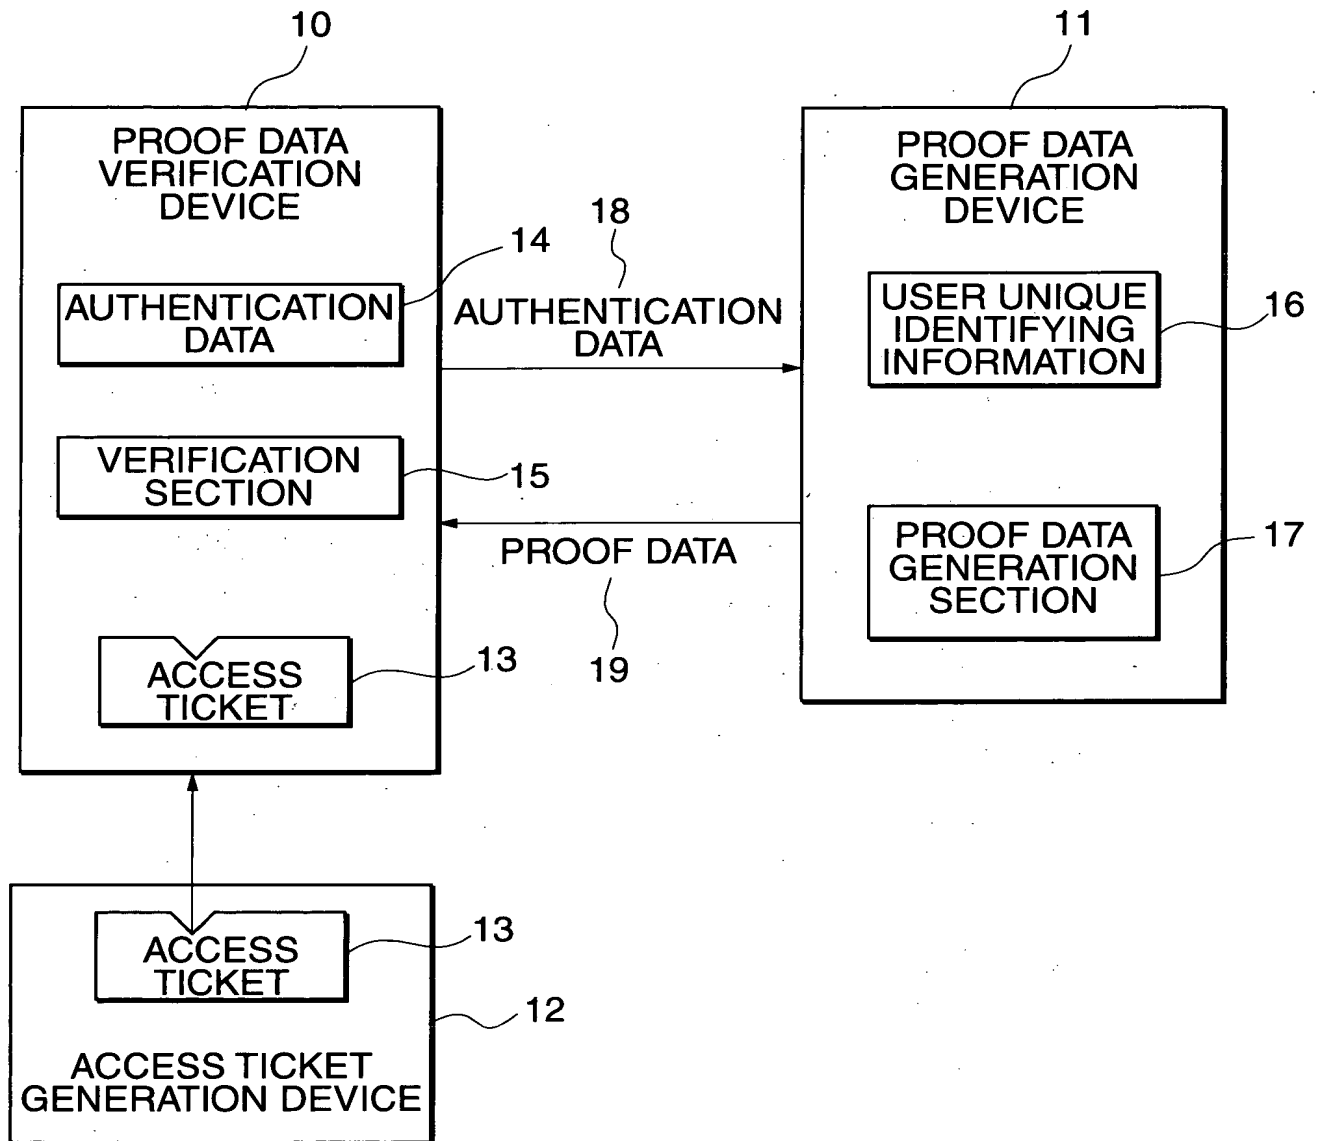 10
11
PROOF DATA
VERIFICATION
DEVICE
PROOF DATA
GENERATION
DEVICE
14
18
AUTHENTICATION
DATA
AUTHENTICATION
DATA
USER UNIQUE
IDENTIFYING
INFORMATION
16
VERIFICATION
SECTION
15
PROOF DATA
19
PROOF DATA
GENERATION
SECTION
17
ACCESS
TICKET
13
ACCESS
TICKET
13
12
ACCESS TICKET
GENERATION DEVICE